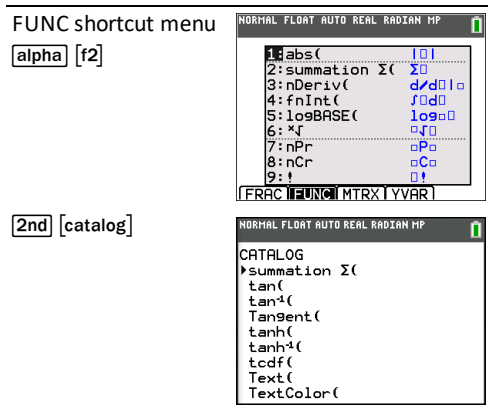 FUNC shortcut menu
alpha [f2]
NORMAL FLOAT AUTO REAL RADIAN MP
1:abs( |□|
2:summation Σ( Σ□
3:nDeriv( d/d□|□
4:fnInt( ∫□d□
5:logBASE( log□□
6:ˣ√ □√□
7:nPr □P□
8:nCr □C□
9:! □!
FRAC FUNC MTRX YVAR
2nd [catalog]
NORMAL FLOAT AUTO REAL RADIAN MP
CATALOG
▶summation Σ(
tan(
tan⁻¹(
Tangent(
tanh(
tanh⁻¹(
tcdf(
Text(
TextColor(